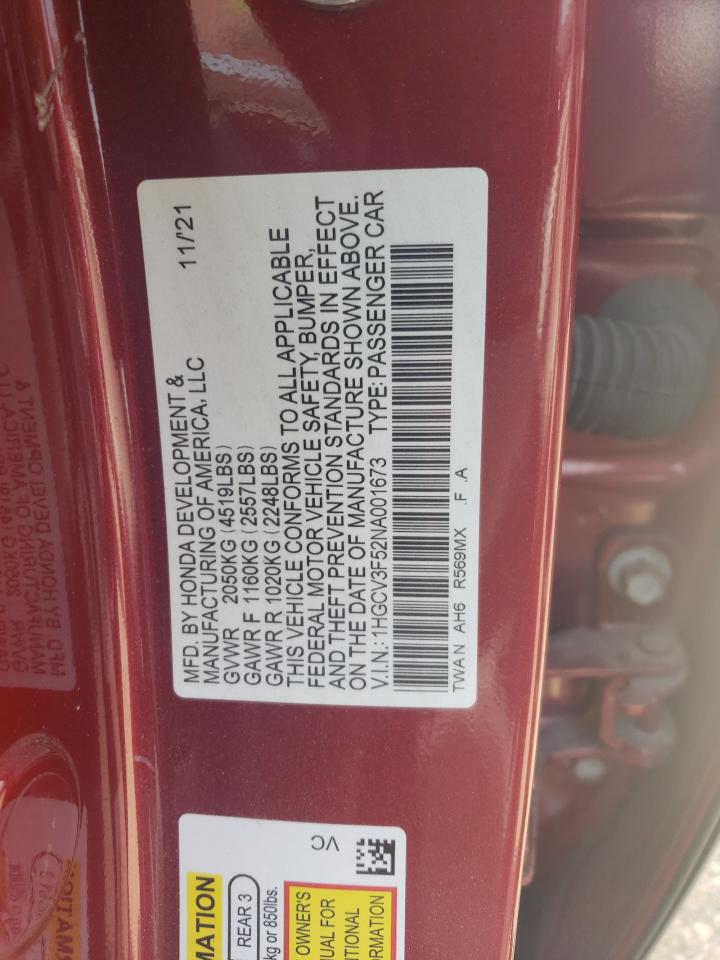 MFD. BY HONDA DEVELOPMENT & 11/'21
MANUFACTURING OF AMERICA, LLC
GVWR 2050KG (4519LBS)
GAWR F 1160KG (2557LBS)
GAWR R 1020KG (2248LBS)
THIS VEHICLE CONFORMS TO ALL APPLICABLE
FEDERAL MOTOR VEHICLE SAFETY, BUMPER,
AND THEFT PREVENTION STANDARDS IN EFFECT
ON THE DATE OF MANUFACTURE SHOWN ABOVE.
V.I.N.: 1HGCV3F52NA001673 TYPE: PASSENGER CAR
TWA N AH6 R569MX .F .A
VC
MATION
REAR 3
kg or 850lbs.
OWNER'S
UAL FOR
ITIONAL
ORMATION